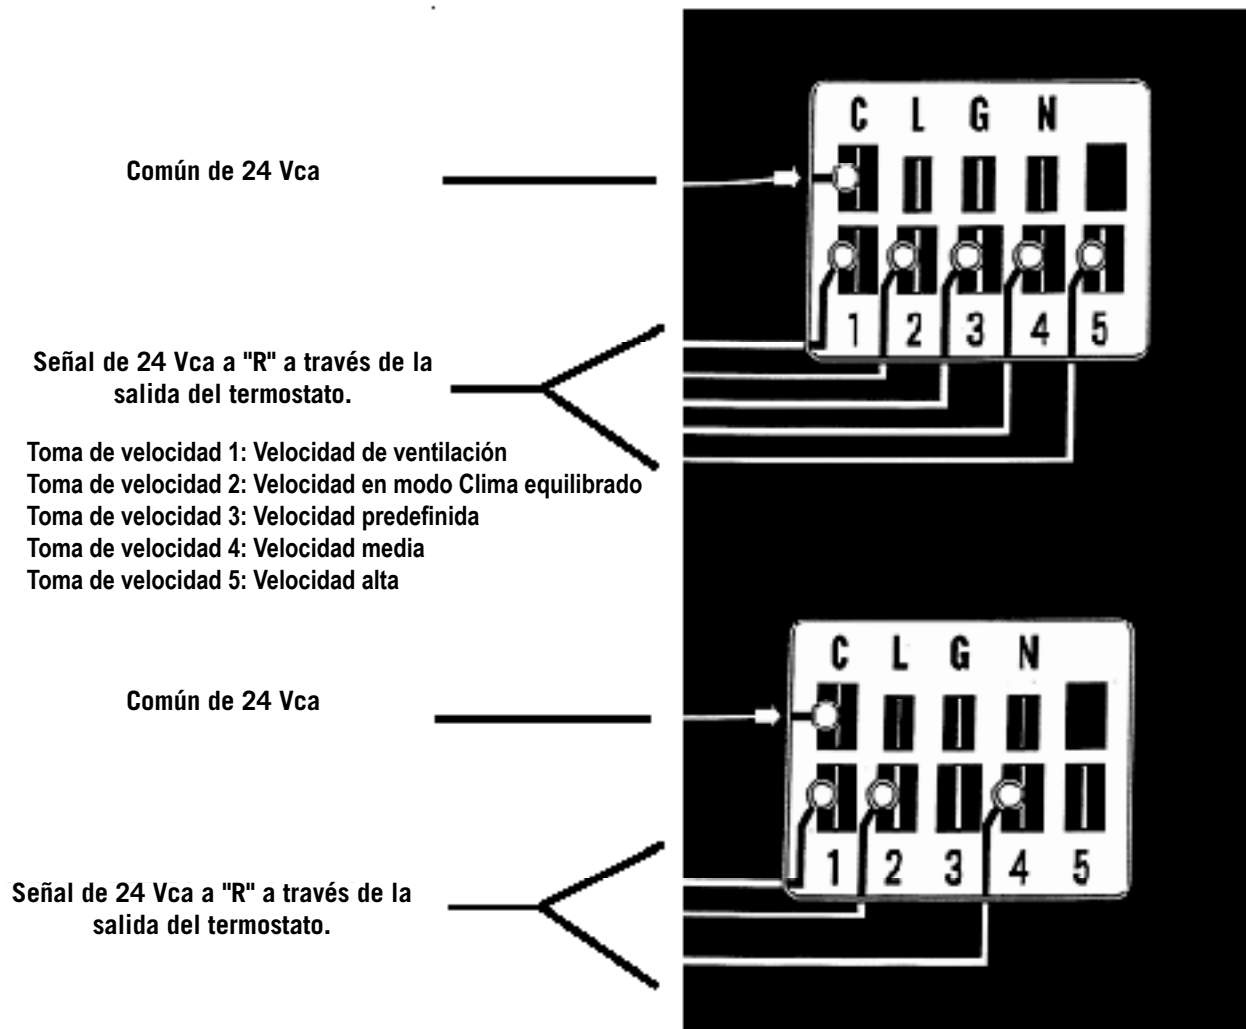 C L G N
Común de 24 Vca
1 2 3 4 5
Señal de 24 Vca a "R" a través de la
salida del termostato.
Toma de velocidad 1: Velocidad de ventilación
Toma de velocidad 2: Velocidad en modo Clima equilibrado
Toma de velocidad 3: Velocidad predefinida
Toma de velocidad 4: Velocidad media
Toma de velocidad 5: Velocidad alta
C L G N
Común de 24 Vca
1 2 3 4 5
Señal de 24 Vca a "R" a través de la
salida del termostato.